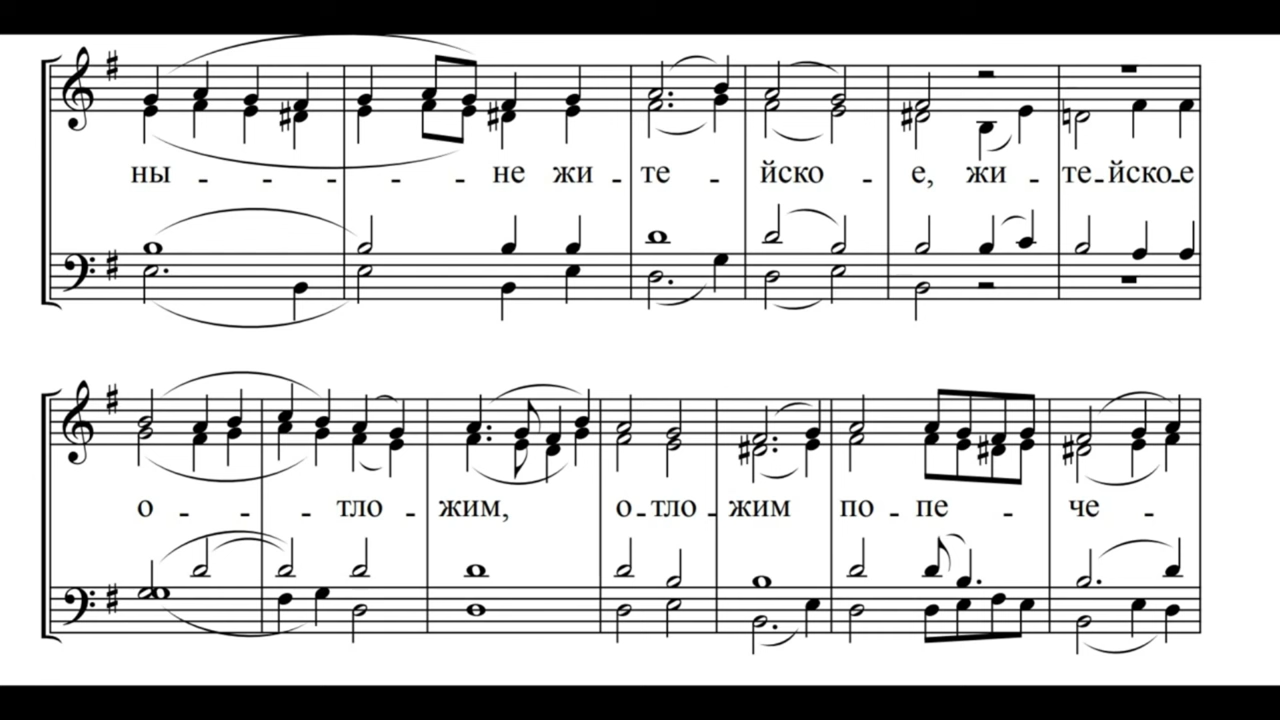 ны - - - - - не жи - те - йско - е, жи - те-йско-е
о - - - тло - жим, о-тло-жим по-пе - че -